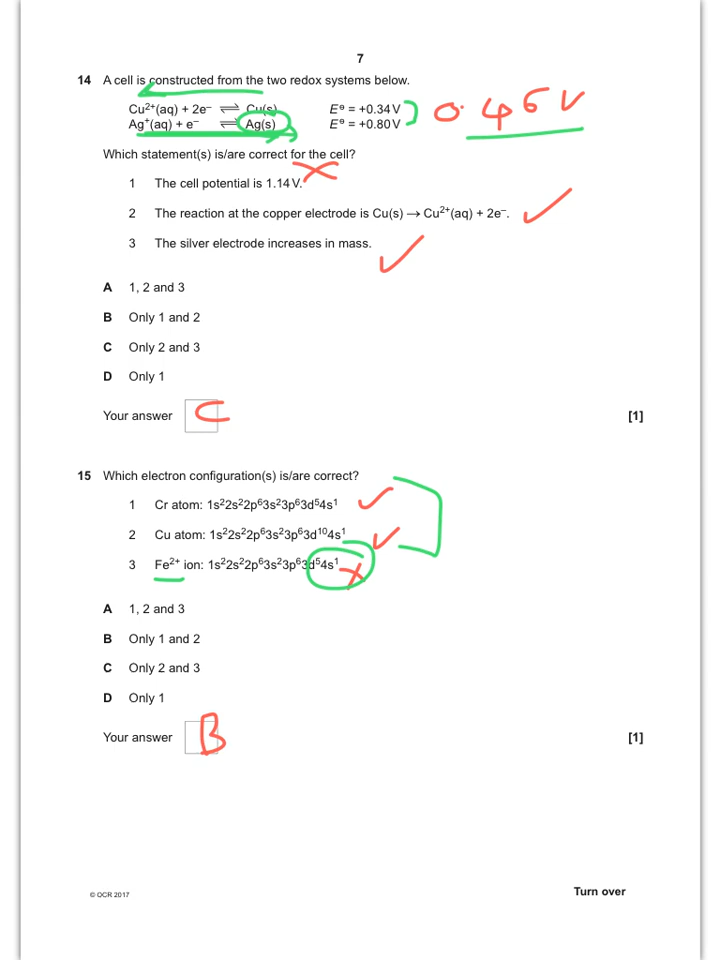 7
14 A cell is constructed from the two redox systems below.
Cu²⁺(aq) + 2e⁻ ⇌ Cu(s) E⦵ = +0.34 V
Ag⁺(aq) + e⁻ ⇌ Ag(s) E⦵ = +0.80 V
0.46 V
Which statement(s) is/are correct for the cell?
1 The cell potential is 1.14 V.
2 The reaction at the copper electrode is Cu(s) → Cu²⁺(aq) + 2e⁻.
3 The silver electrode increases in mass.
A 1, 2 and 3
B Only 1 and 2
C Only 2 and 3
D Only 1
Your answer C [1]
15 Which electron configuration(s) is/are correct?
1 Cr atom: 1s²2s²2p⁶3s²3p⁶3d⁵4s¹
2 Cu atom: 1s²2s²2p⁶3s²3p⁶3d¹⁰4s¹
3 Fe²⁺ ion: 1s²2s²2p⁶3s²3p⁶3d⁵4s¹
A 1, 2 and 3
B Only 1 and 2
C Only 2 and 3
D Only 1
Your answer B [1]
© OCR 2017 Turn over